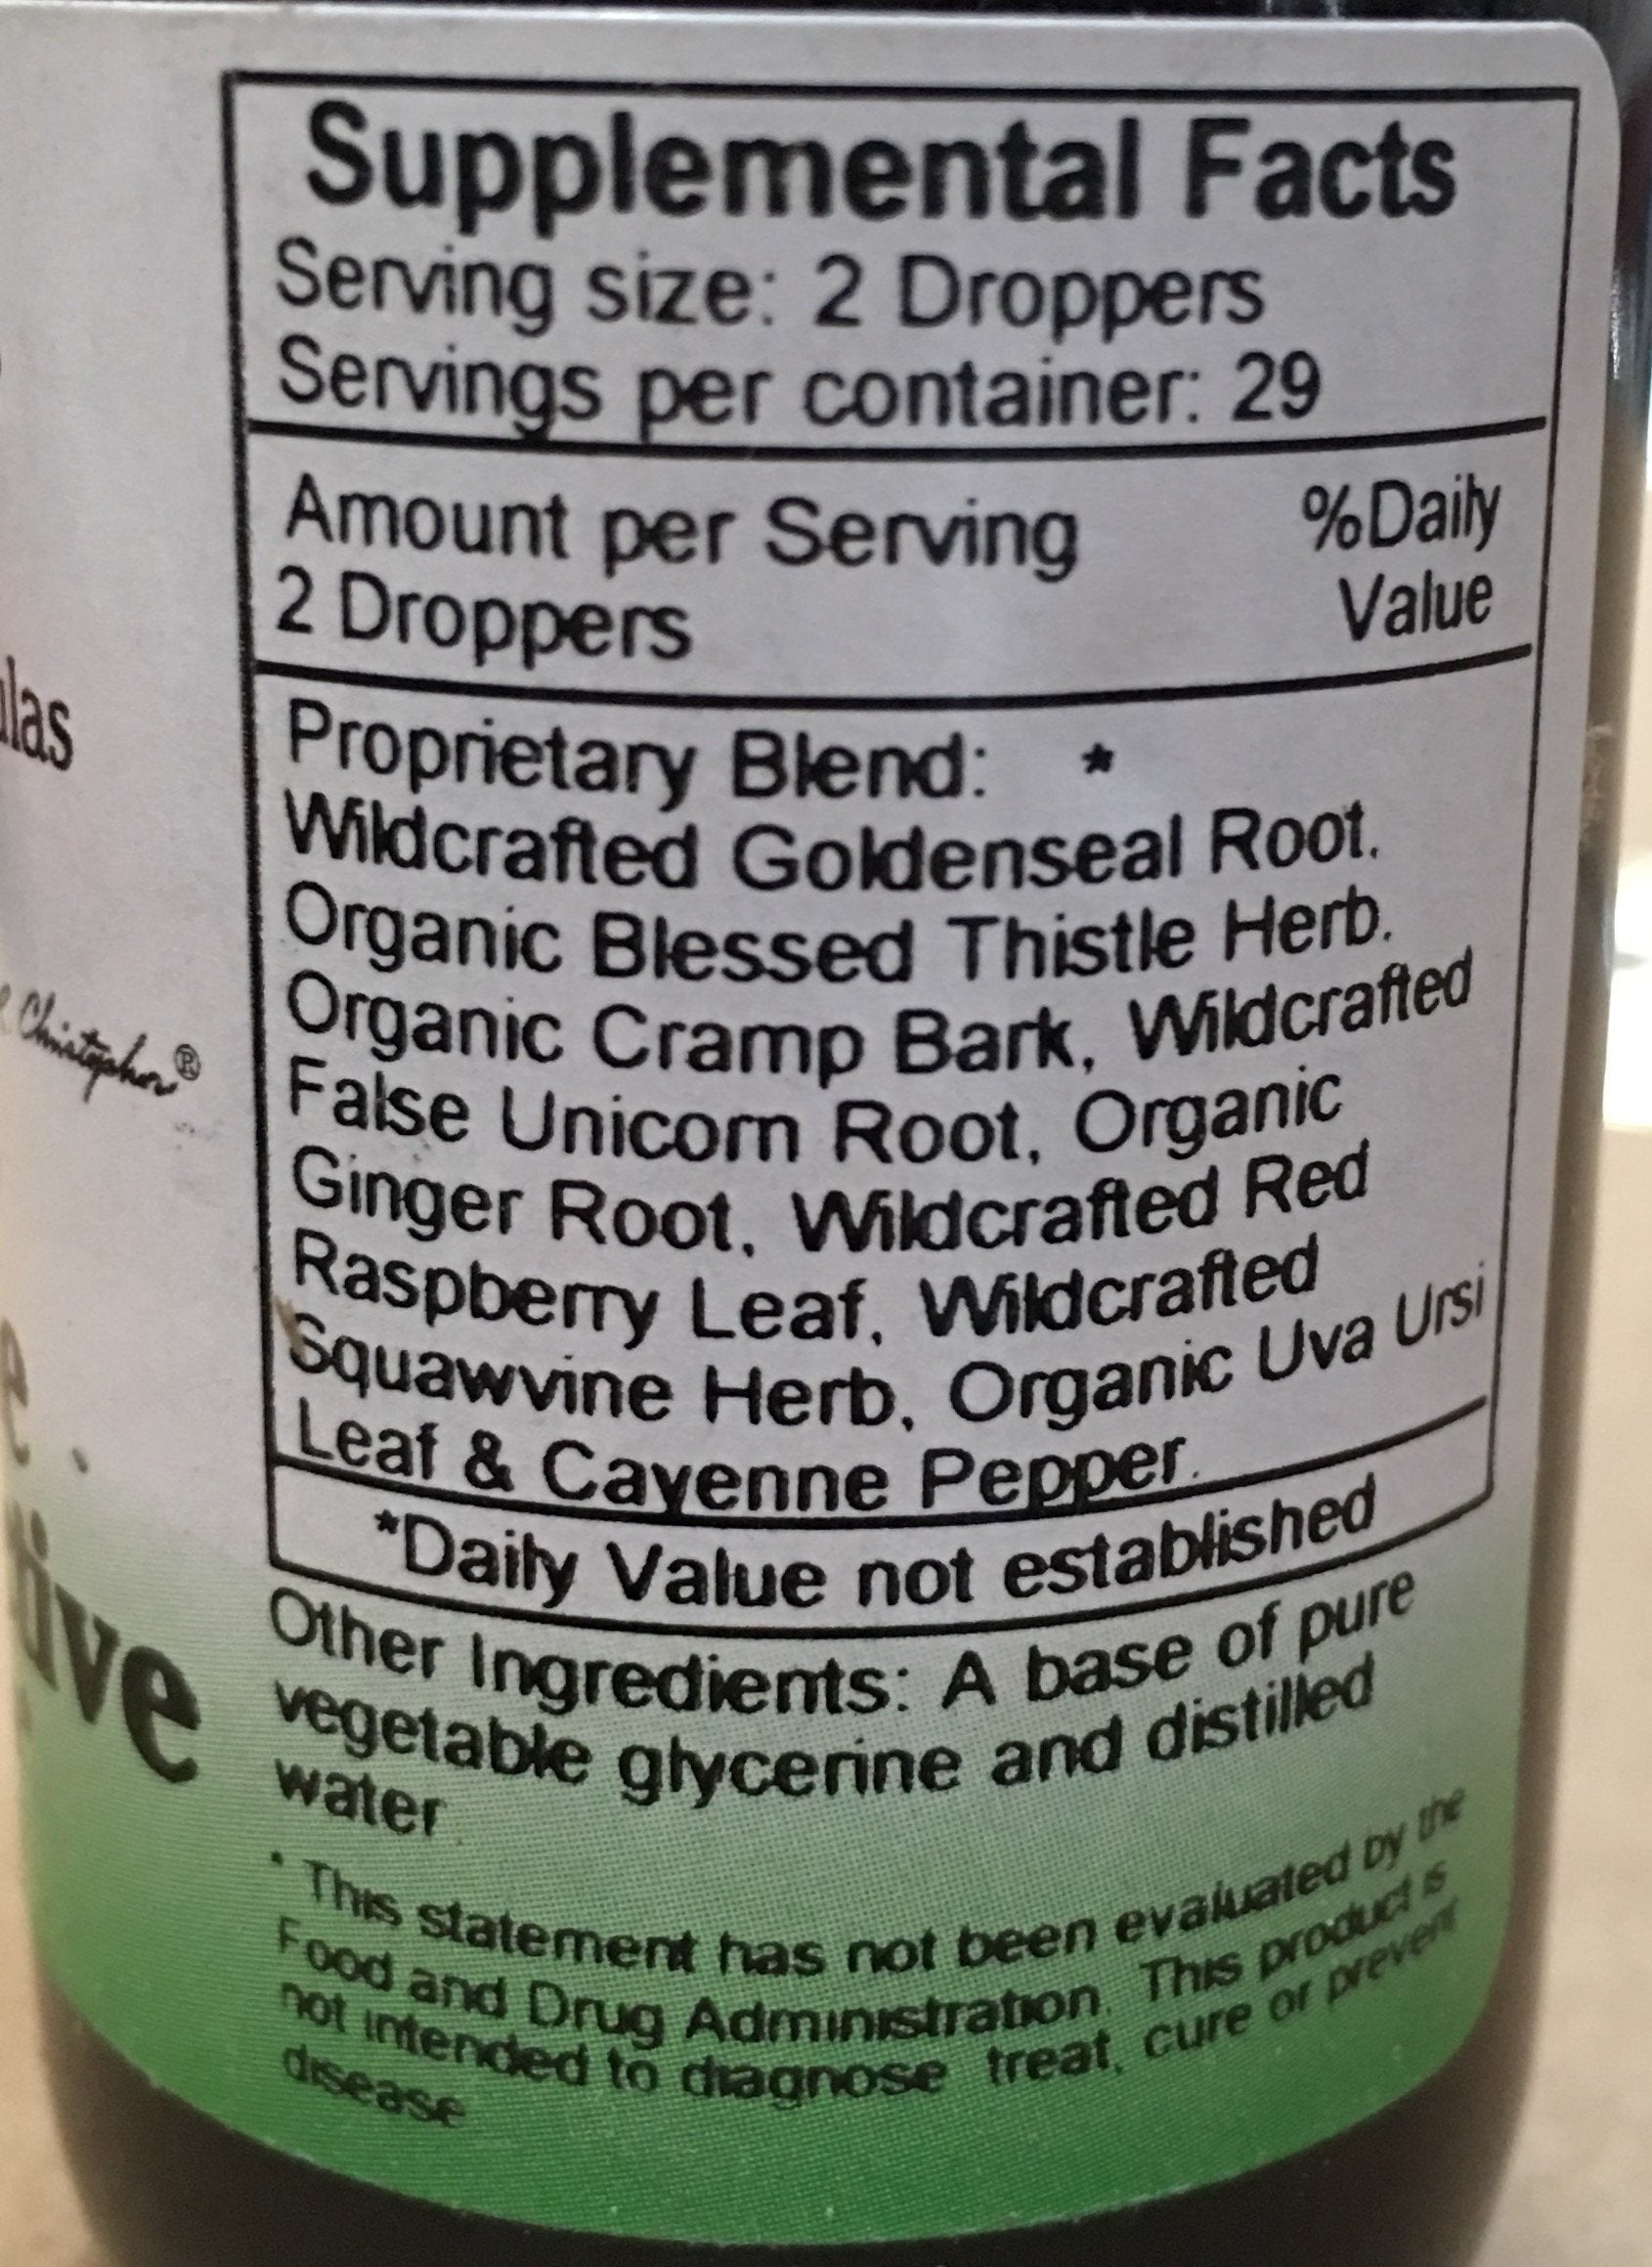 Supplemental Facts
Serving size: 2 Droppers
Servings per container: 29
Amount per Serving
2 Droppers
%Daily
Value
Proprietary Blend: *
Wildcrafted Goldenseal Root,
Organic Blessed Thistle Herb,
Organic Cramp Bark, Wildcrafted
False Unicorn Root, Organic
Ginger Root, Wildcrafted Red
Raspberry Leaf, Wildcrafted
Squawvine Herb, Organic Uva Ursi
Leaf & Cayenne Pepper.
*Daily Value not established
Other Ingredients: A base of pure
vegetable glycerine and distilled
water
* This statement has not been evaluated by the
Food and Drug Administration. This product is
not intended to diagnose treat, cure or prevent
disease
Christopher®